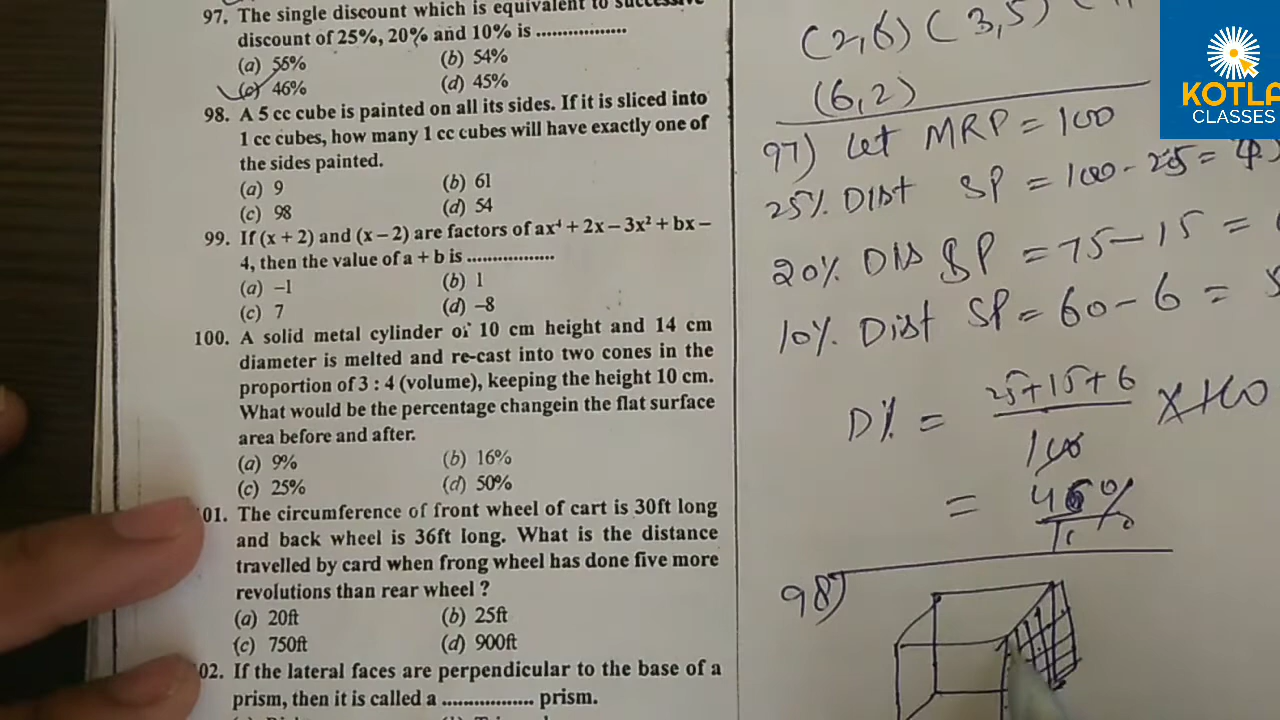 97. The single discount which is equivalent to successive
discount of 25%, 20% and 10% is .................
(a) 55%
(b) 54%
(c) 46%
(d) 45%
98. A 5 cc cube is painted on all its sides. If it is sliced into
1 cc cubes, how many 1 cc cubes will have exactly one of
the sides painted.
(a) 9
(b) 61
(c) 98
(d) 54
99. If (x + 2) and (x – 2) are factors of ax⁴ + 2x – 3x² + bx –
4, then the value of a + b is .................
(a) –1
(b) 1
(c) 7
(d) –8
100. A solid metal cylinder of 10 cm height and 14 cm
diameter is melted and re-cast into two cones in the
proportion of 3 : 4 (volume), keeping the height 10 cm.
What would be the percentage changein the flat surface
area before and after.
(a) 9%
(b) 16%
(c) 25%
(d) 50%
01. The circumference of front wheel of cart is 30ft long
and back wheel is 36ft long. What is the distance
travelled by card when frong wheel has done five more
revolutions than rear wheel ?
(a) 20ft
(b) 25ft
(c) 750ft
(d) 900ft
02. If the lateral faces are perpendicular to the base of a
prism, then it is called a ................. prism.
(2,6) (3,5)
(6,2)
97) Let MRP = 100
25% Dist SP = 100 - 25 =
20% Dis SP = 75 - 15 =
10% Dist SP = 60 - 6 =
D% = 25+15+6 / 100 × 100
= 46%
98)
KOTLA
CLASSES